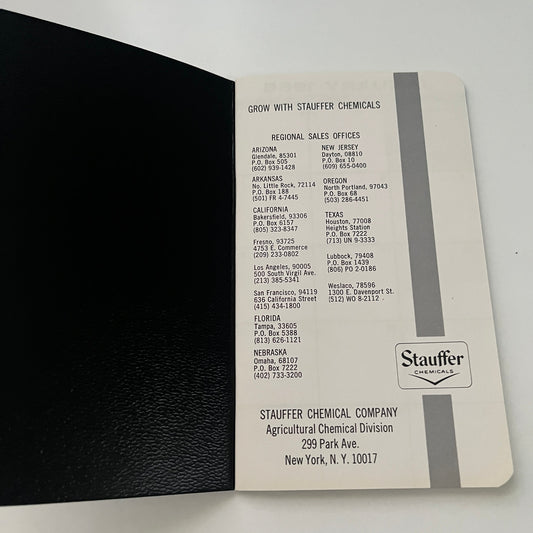 GROW WITH STAUFFER CHEMICALS
REGIONAL SALES OFFICES
ARIZONA
Glendale, 85301
P.O. Box 505
(602) 939-1428
ARKANSAS
No. Little Rock, 72114
P.O. Box 188
(501) FR 4-7445
CALIFORNIA
Bakersfield, 93306
P.O. Box 6157
(805) 323-8347
Fresno, 93725
4753 E. Commerce
(209) 233-0802
Los Angeles, 90005
500 South Virgil Ave.
(213) 385-5341
San Francisco, 94119
636 California Street
(415) 434-1800
FLORIDA
Tampa, 33605
P.O. Box 5388
(813) 626-1121
NEBRASKA
Omaha, 68107
P.O. Box 7222
(402) 733-3200
NEW JERSEY
Dayton, 08810
P.O. Box 10
(609) 655-0400
OREGON
North Portland, 97043
P.O. Box 68
(503) 286-4451
TEXAS
Houston, 77008
Heights Station
P.O. Box 7222
(713) UN 9-3333
Lubbock, 79408
P.O. Box 1439
(806) PO 2-0186
Weslaco, 78596
1300 E. Davenport St.
(512) WO 8-2112
Stauffer
CHEMICALS
STAUFFER CHEMICAL COMPANY
Agricultural Chemical Division
299 Park Ave.
New York, N. Y. 10017